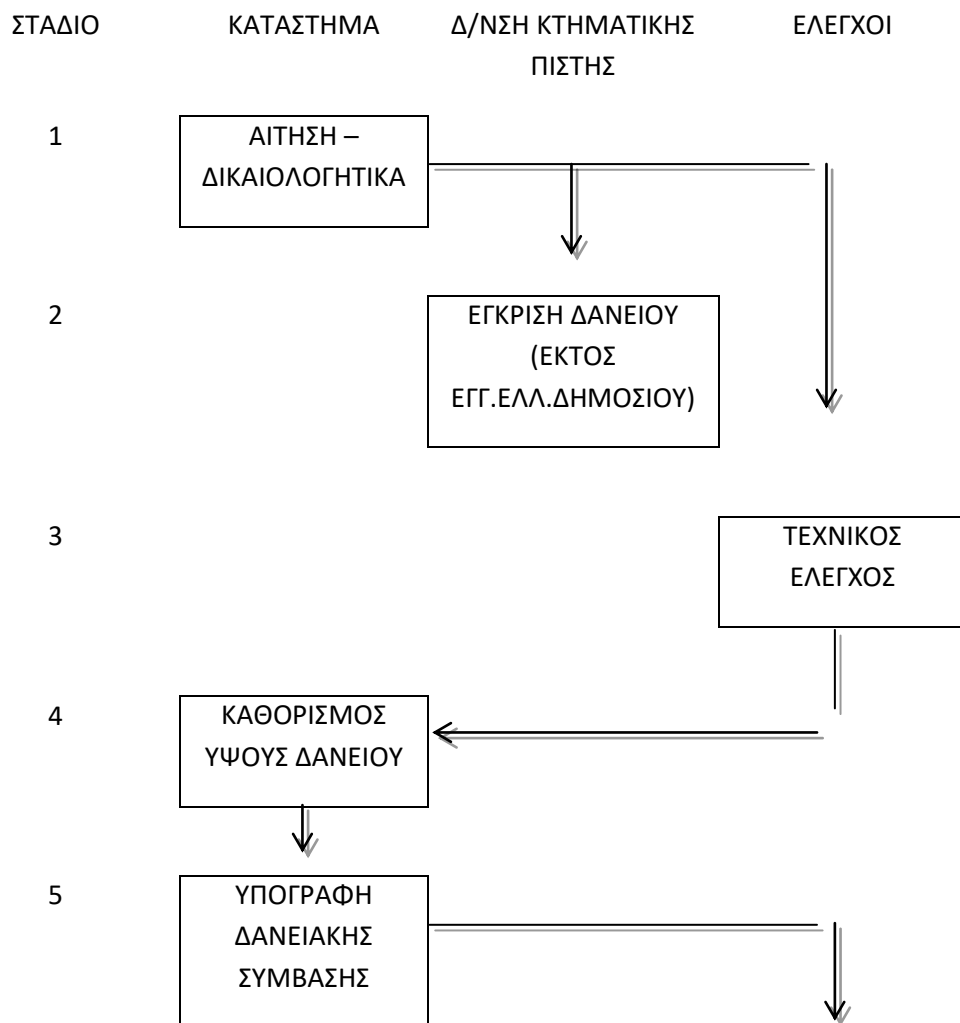 ΣΤΑΔΙΟ ΚΑΤΑΣΤΗΜΑ Δ/ΝΣΗ ΚΤΗΜΑΤΙΚΗΣ ΕΛΕΓΧΟΙ
ΠΙΣΤΗΣ
1 ΑΙΤΗΣΗ –
ΔΙΚΑΙΟΛΟΓΗΤΙΚΑ
2 ΕΓΚΡΙΣΗ ΔΑΝΕΙΟΥ
(ΕΚΤΟΣ
ΕΓΓ.ΕΛΛ.ΔΗΜΟΣΙΟΥ)
3 ΤΕΧΝΙΚΟΣ
ΕΛΕΓΧΟΣ
4 ΚΑΘΟΡΙΣΜΟΣ
ΥΨΟΥΣ ΔΑΝΕΙΟΥ
5 ΥΠΟΓΡΑΦΗ
ΔΑΝΕΙΑΚΗΣ
ΣΥΜΒΑΣΗΣ